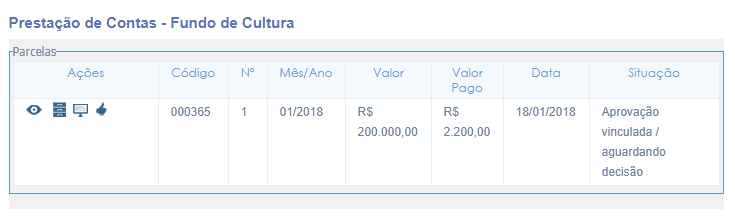 Prestação de Contas - Fundo de Cultura
Parcelas
Ações Código Nº Mês/Ano Valor Valor Pago Data Situação
000365 1 01/2018 R$ 200.000,00 R$ 2.200,00 18/01/2018 Aprovação vinculada / aguardando decisão